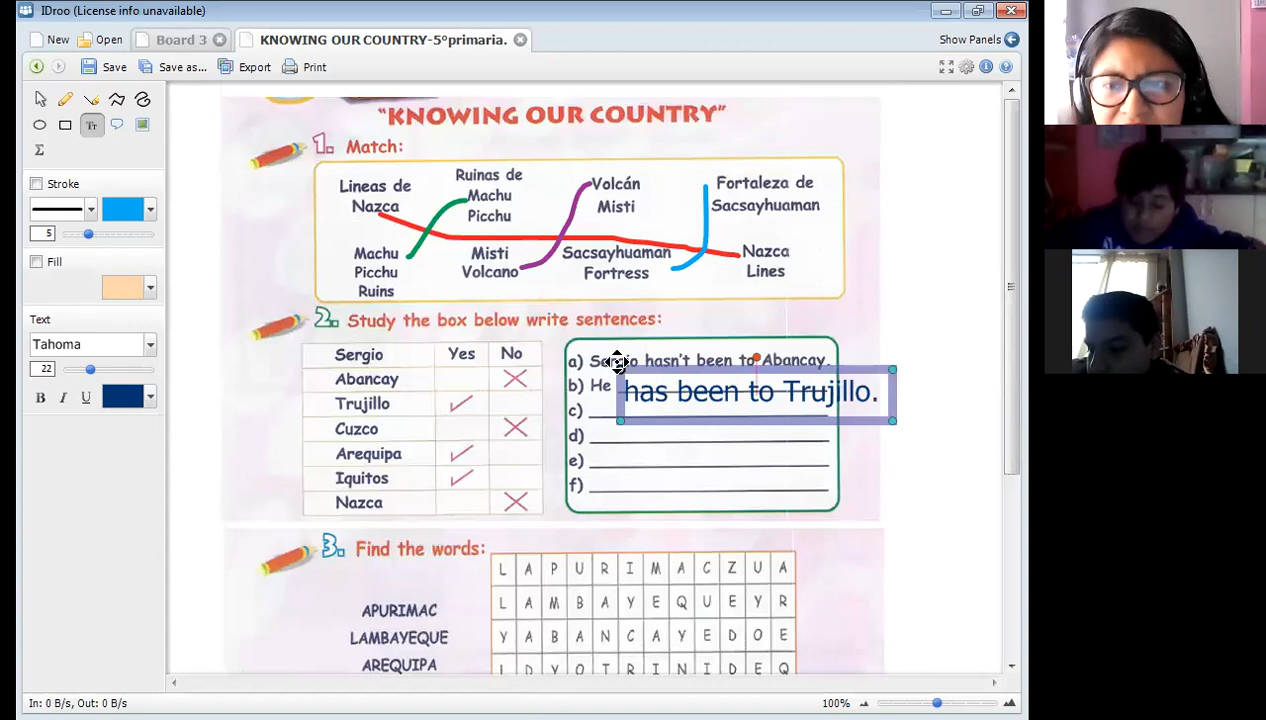 IDroo (License info unavailable)
New Open Board 3 KNOWING OUR COUNTRY-5°primaria. Show Panels
Save Save as... Export Print
"KNOWING OUR COUNTRY"
1. Match:
Lineas de Nazca
Ruinas de Machu Picchu
Volcán Misti
Fortaleza de Sacsayhuaman
Machu Picchu Ruins
Misti Volcano
Sacsayhuaman Fortress
Nazca Lines
Tr
Σ
Stroke
5
Fill
Text
Tahoma
22
B I U
2. Study the box below write sentences:
Sergio Yes No
Abancay
Trujillo
Cuzco
Arequipa
Iquitos
Nazca
a) Sergio hasn't been to Abancay.
b) He has been to Trujillo.
c)
d)
e)
f)
3. Find the words:
APURIMAC
LAMBAYEQUE
AREQUIPA
L A P U R I M A C Z U A
L A M B A Y E Q U E Y R
Y A B A N C A Y E D O E
L D Y O T R I N I D E Q
In: 0 B/s, Out: 0 B/s
100%